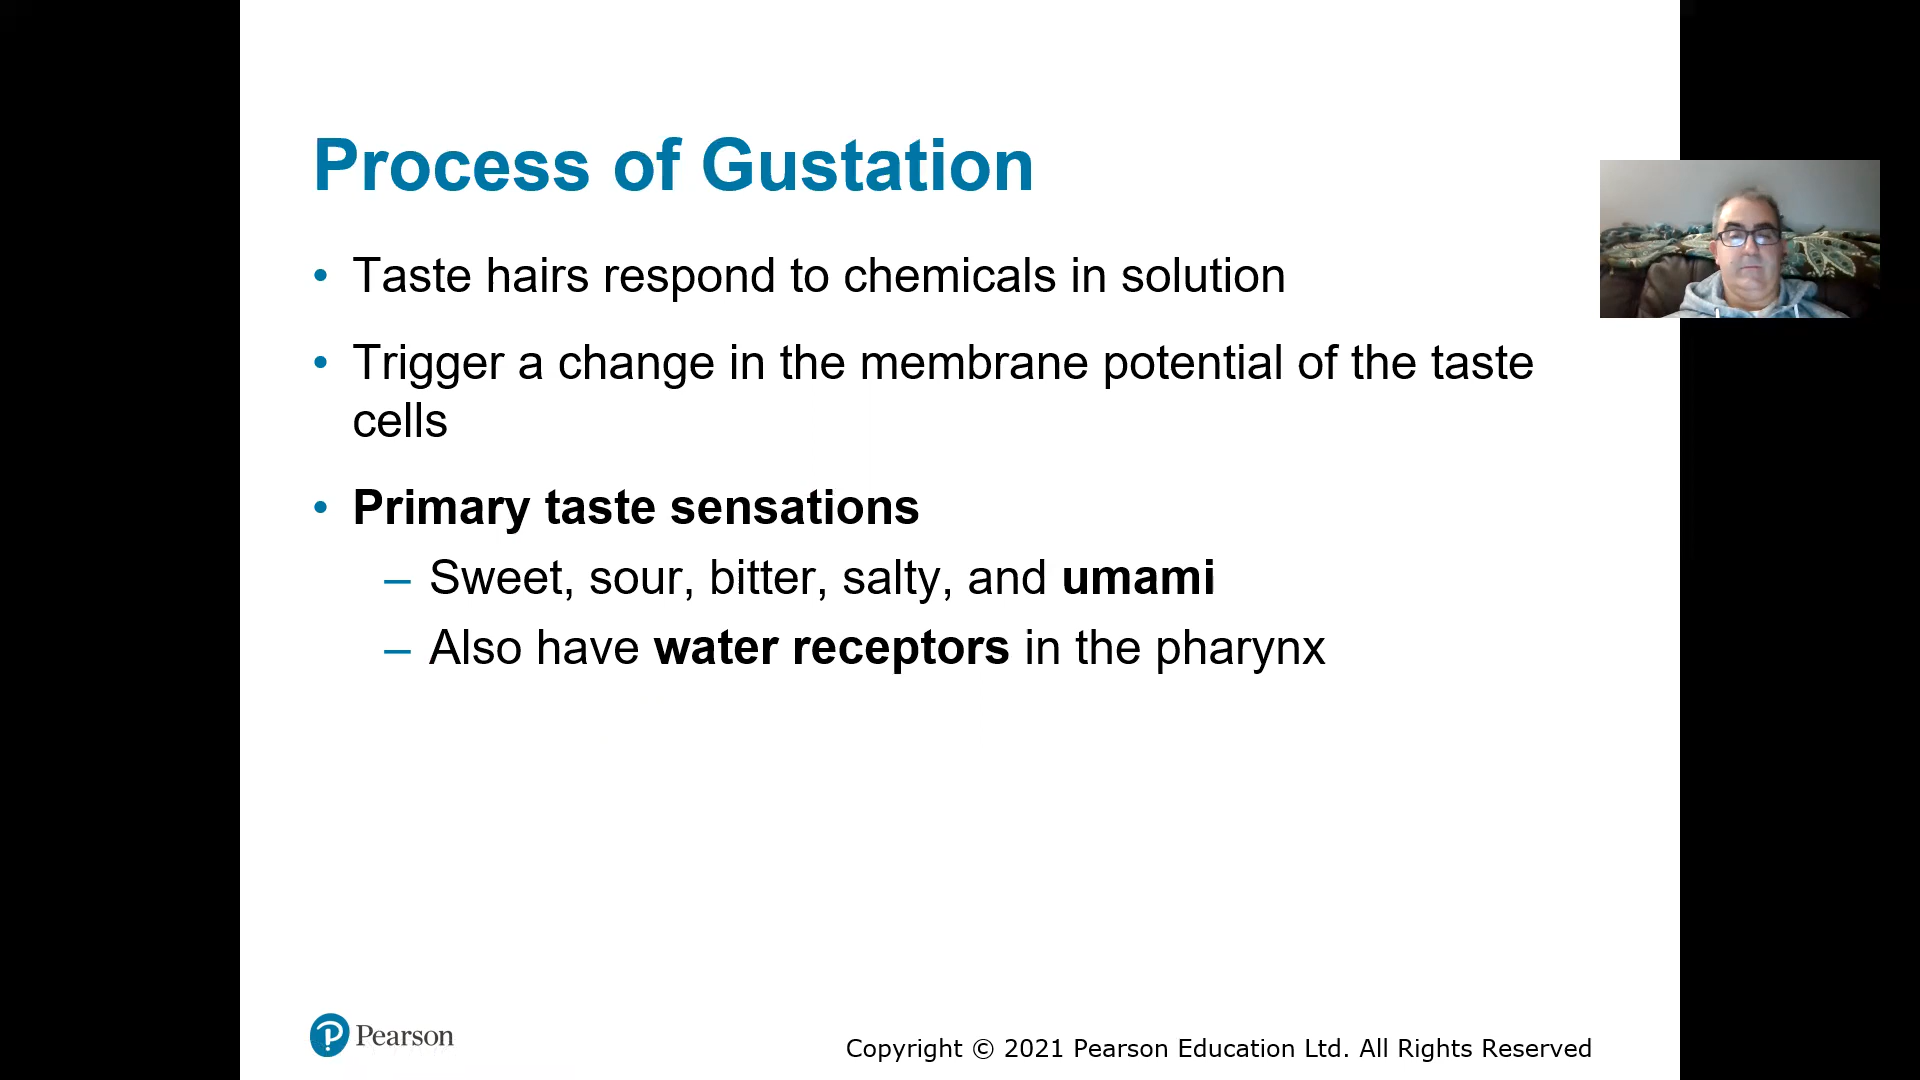 Process of Gustation
• Taste hairs respond to chemicals in solution
• Trigger a change in the membrane potential of the taste
cells
• Primary taste sensations
– Sweet, sour, bitter, salty, and umami
– Also have water receptors in the pharynx
Pearson
Copyright © 2021 Pearson Education Ltd. All Rights Reserved